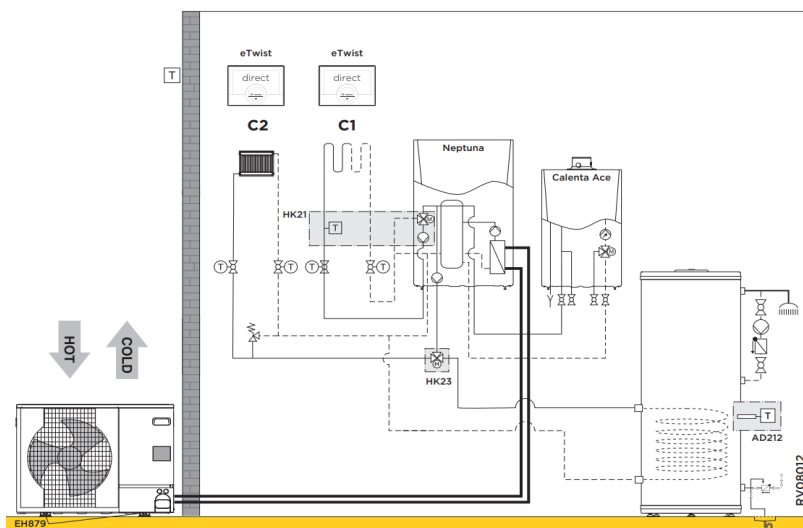 eTwist
eTwist
T
direct
direct
C2
C1
Neptuna
Calenta Ace
HK21
M
T
M
T
T
T
T
HOT
COLD
M
HK23
T
AD212
RV08012
EH879